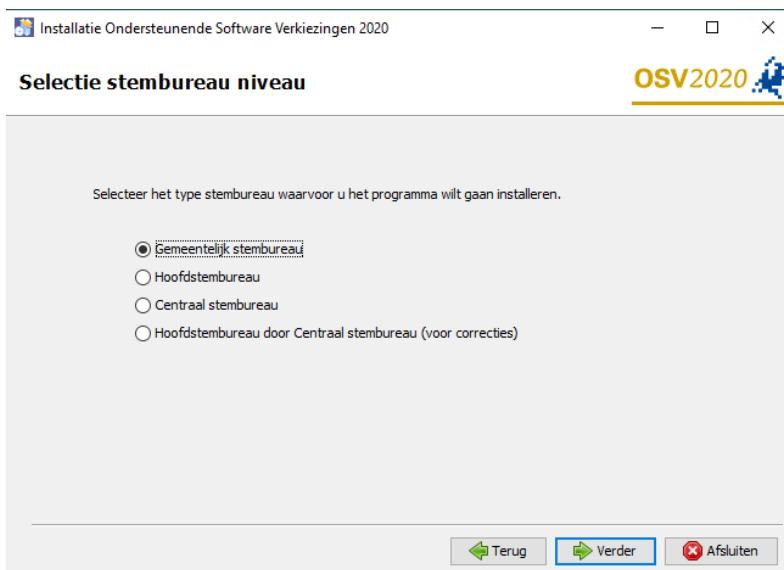 Installatie Ondersteunende Software Verkiezingen 2020
Selectie stembureau niveau
OSV2020
Selecteer het type stembureau waarvoor u het programma wilt gaan installeren.
Gemeentelijk stembureau
Hoofdstembureau
Centraal stembureau
Hoofdstembureau door Centraal stembureau (voor correcties)
Terug
Verder
Afsluiten